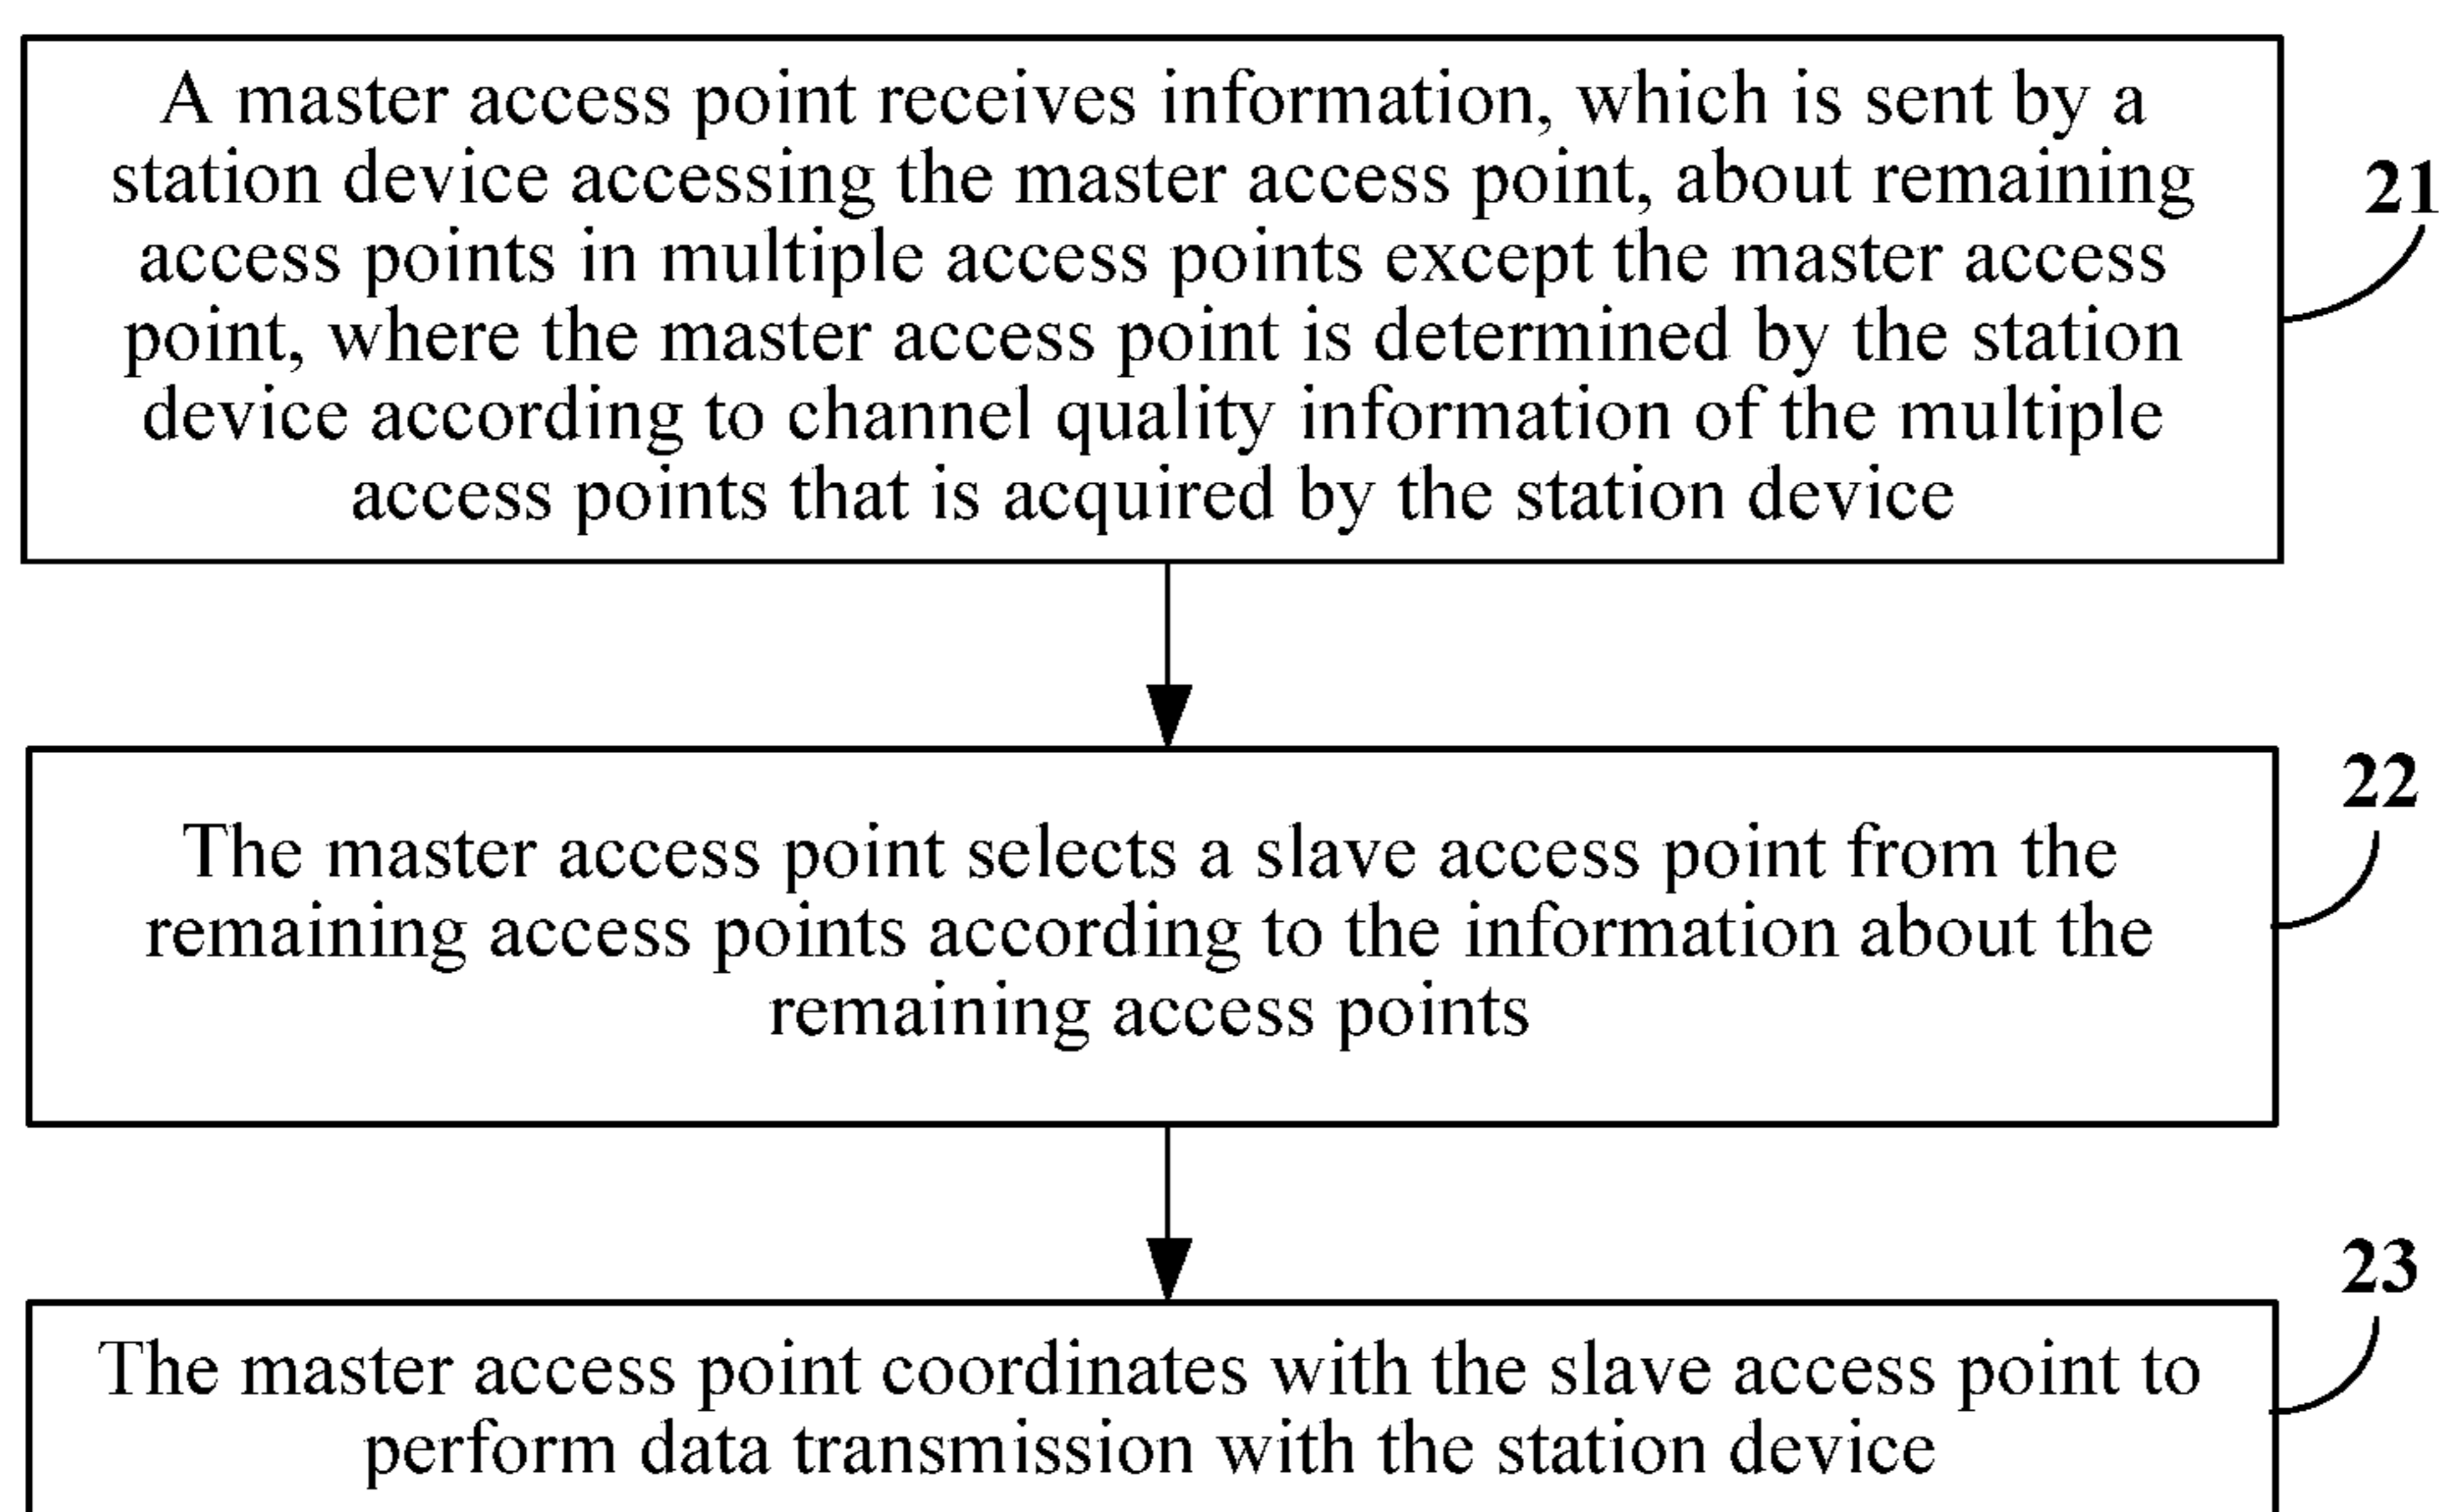 A master access point receives information, which is sent by a
station device accessing the master access point, about remaining
access points in multiple access points except the master access
point, where the master access point is determined by the station
device according to channel quality information of the multiple
access points that is acquired by the station device
21
The master access point selects a slave access point from the
remaining access points according to the information about the
remaining access points
22
The master access point coordinates with the slave access point to
perform data transmission with the station device
23